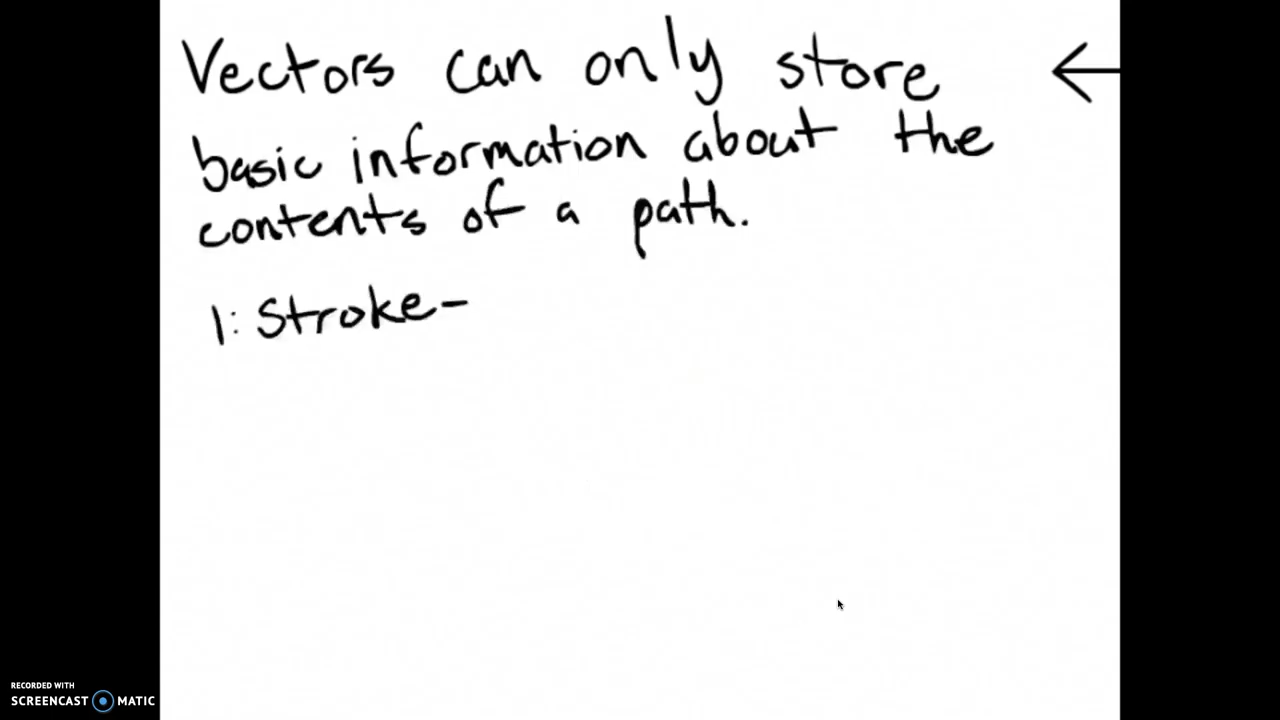 Vectors can only store
basic information about the
contents of a path.
1: Stroke-
RECORDED WITH
SCREENCAST MATIC